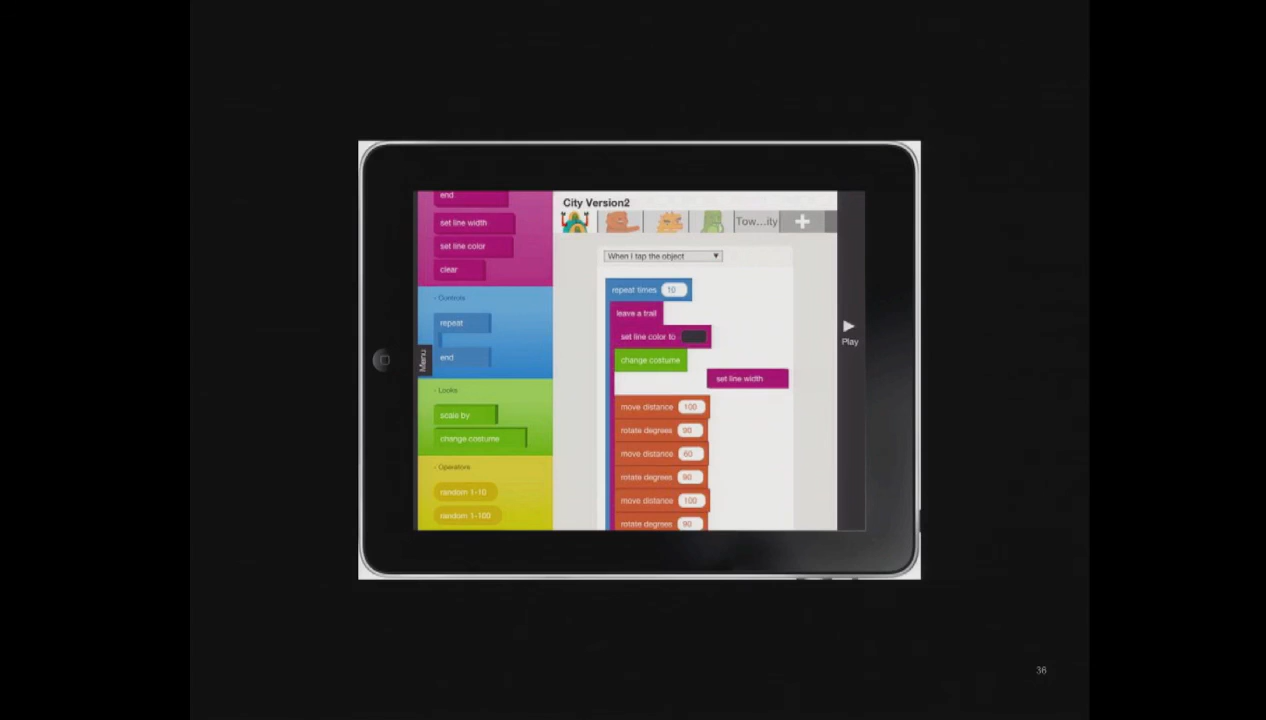 end
set line width
set line color
clear
- Controls
repeat
end
Menu
- Looks
scale by
change costume
- Operators
random 1-10
random 1-100
City Version2
Tow...ity
+
When I tap the object
repeat times 10
leave a trail
set line color to
change costume
set line width
move distance 100
rotate degrees 90
move distance 60
rotate degrees 90
move distance 100
rotate degrees 90
Play
36